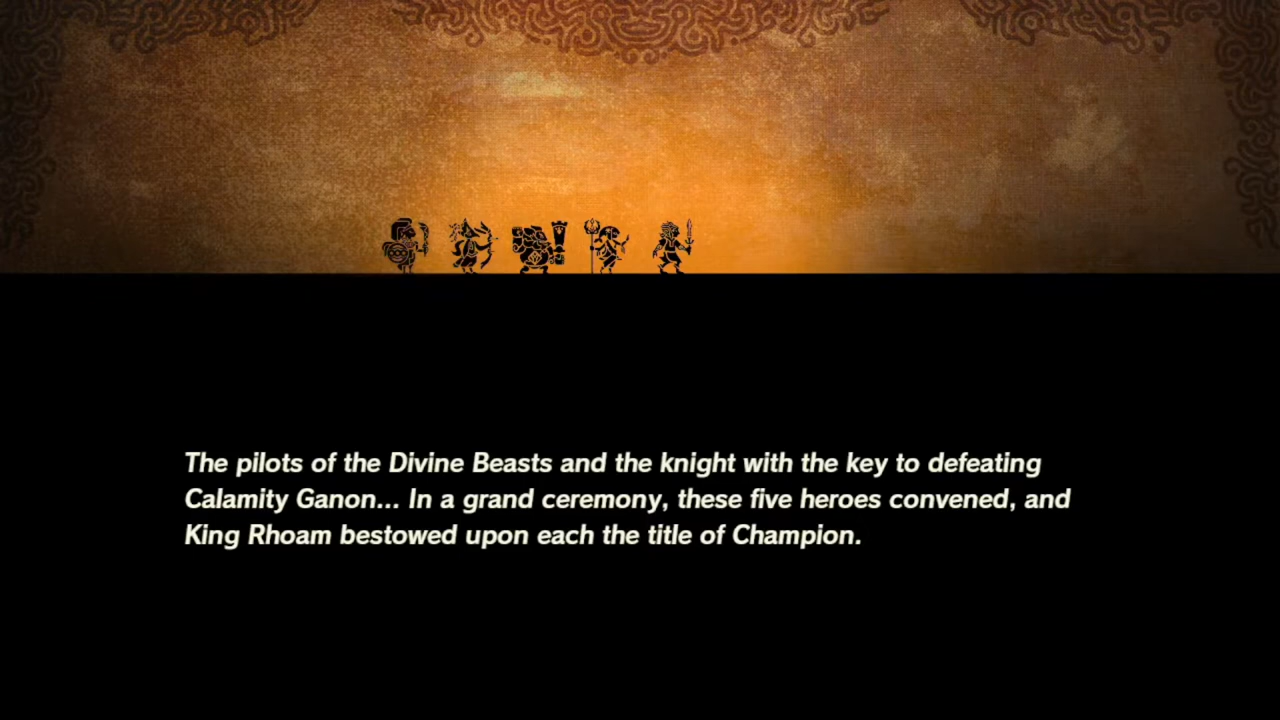 The pilots of the Divine Beasts and the knight with the key to defeating
Calamity Ganon... In a grand ceremony, these five heroes convened, and
King Rhoam bestowed upon each the title of Champion.